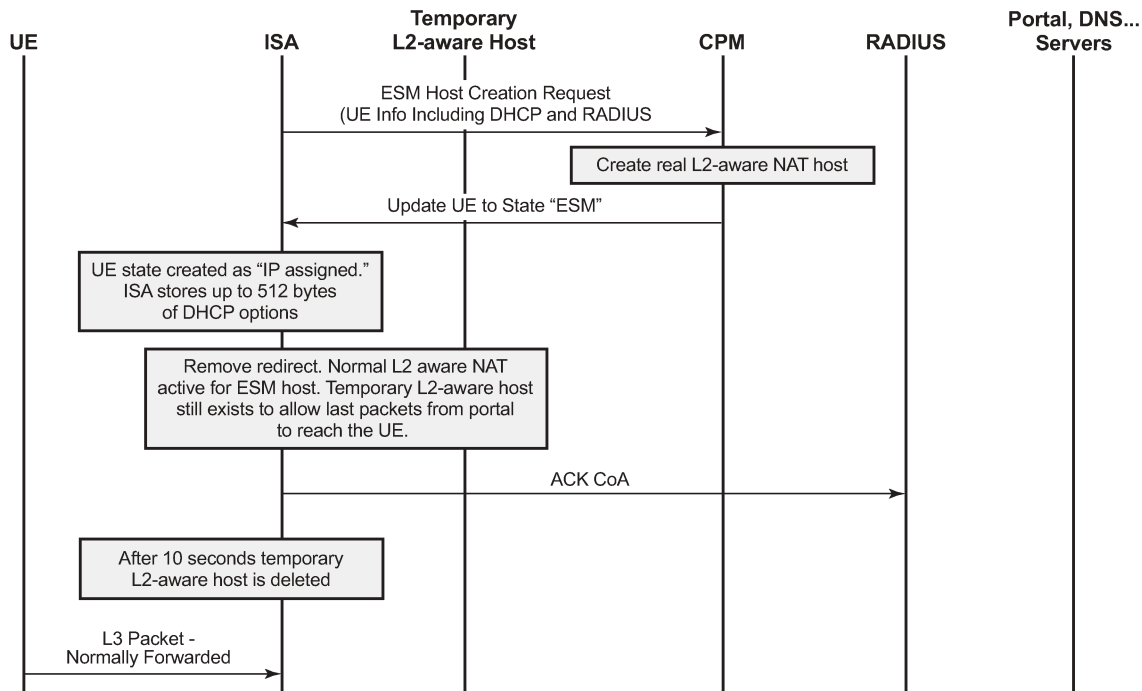 UE
ISA
Temporary
L2-aware Host
CPM
RADIUS
Portal, DNS...
Servers
ESM Host Creation Request
(UE Info Including DHCP and RADIUS
Create real L2-aware NAT host
Update UE to State “ESM”
UE state created as “IP assigned.”
ISA stores up to 512 bytes
of DHCP options
Remove redirect. Normal L2 aware NAT
active for ESM host. Temporary L2-aware host
still exists to allow last packets from portal
to reach the UE.
ACK CoA
After 10 seconds temporary
L2-aware host is deleted
L3 Packet -
Normally Forwarded